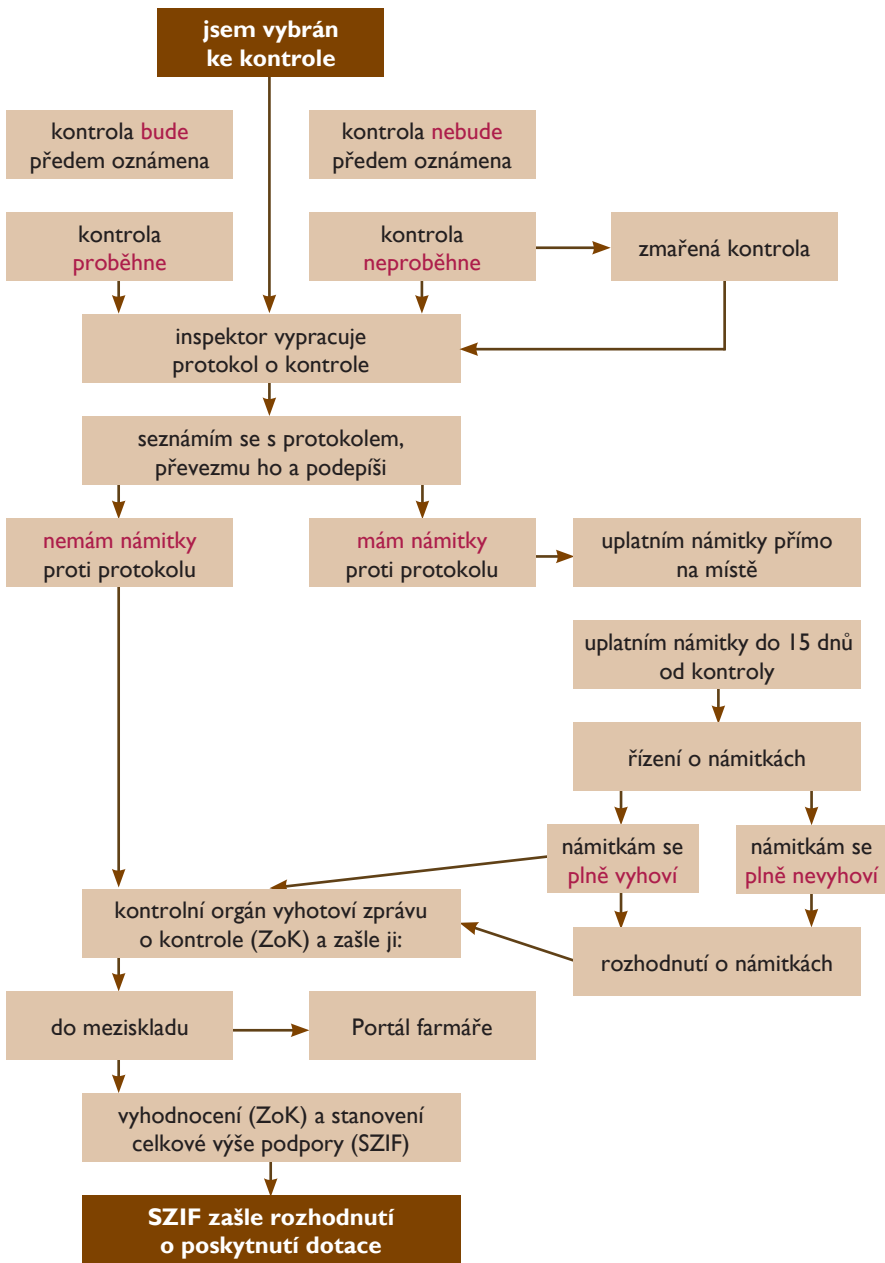 jsem vybrán
ke kontrole
kontrola bude
předem oznámena
kontrola nebude
předem oznámena
kontrola
proběhne
kontrola
neproběhne
zmařená kontrola
inspektor vypracuje
protokol o kontrole
seznámím se s protokolem,
převezmu ho a podepíši
nemám námitky
proti protokolu
mám námitky
proti protokolu
uplatním námitky přímo
na místě
uplatním námitky do 15 dnů
od kontroly
řízení o námitkách
námitkám se
plně vyhoví
námitkám se
plně nevyhoví
kontrolní orgán vyhotoví zprávu
o kontrole (ZoK) a zašle ji:
rozhodnutí o námitkách
do meziskladu
Portál farmáře
vyhodnocení (ZoK) a stanovení
celkové výše podpory (SZIF)
SZIF zašle rozhodnutí
o poskytnutí dotace